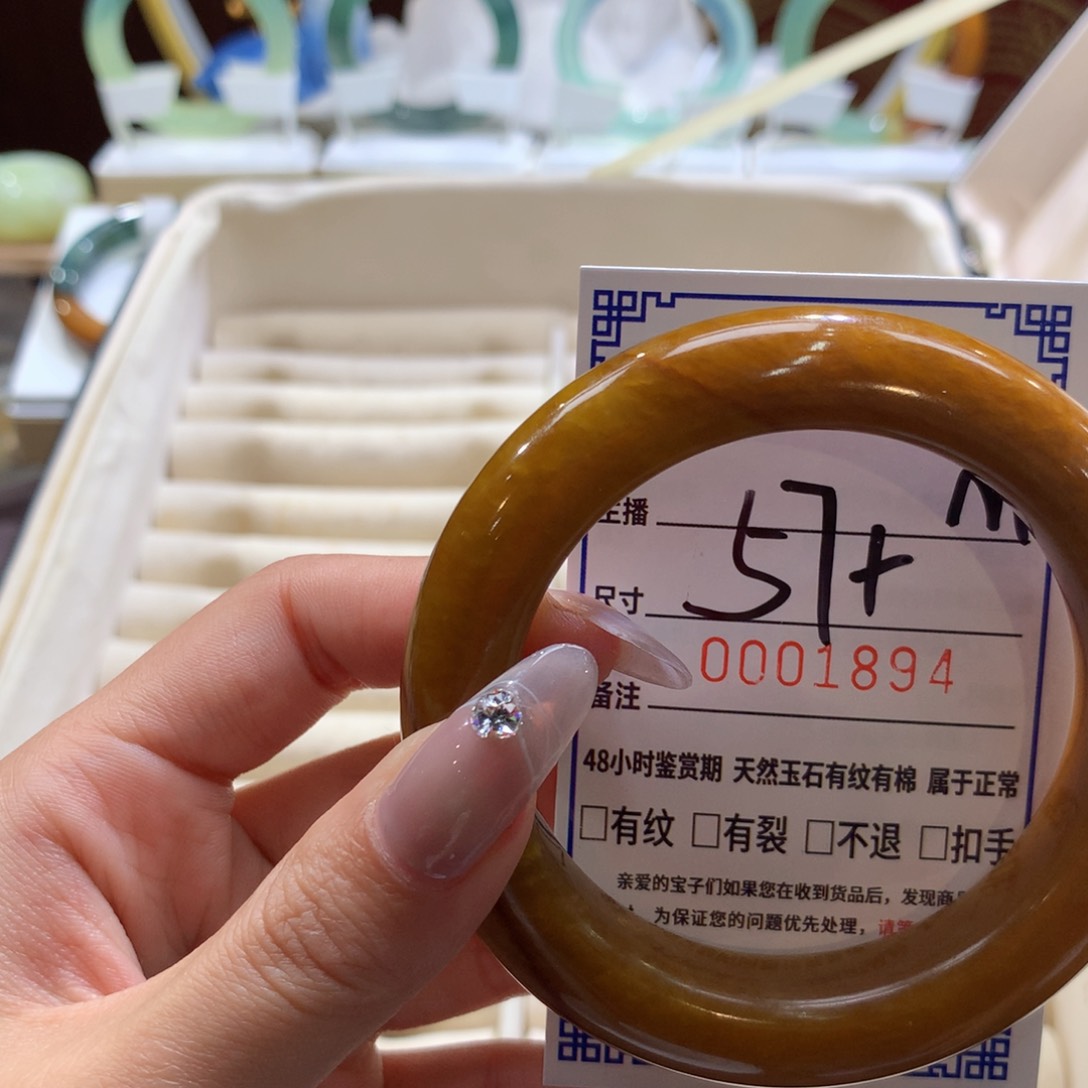 主播
尺寸 57+
0001894
备注
48小时鉴赏期 天然玉石有纹有棉 属于正常
□有纹 □有裂 □不退 □扣手
亲爱的宝子们如果您在收到货品后，发现商
为保证您的问题优先处理，请